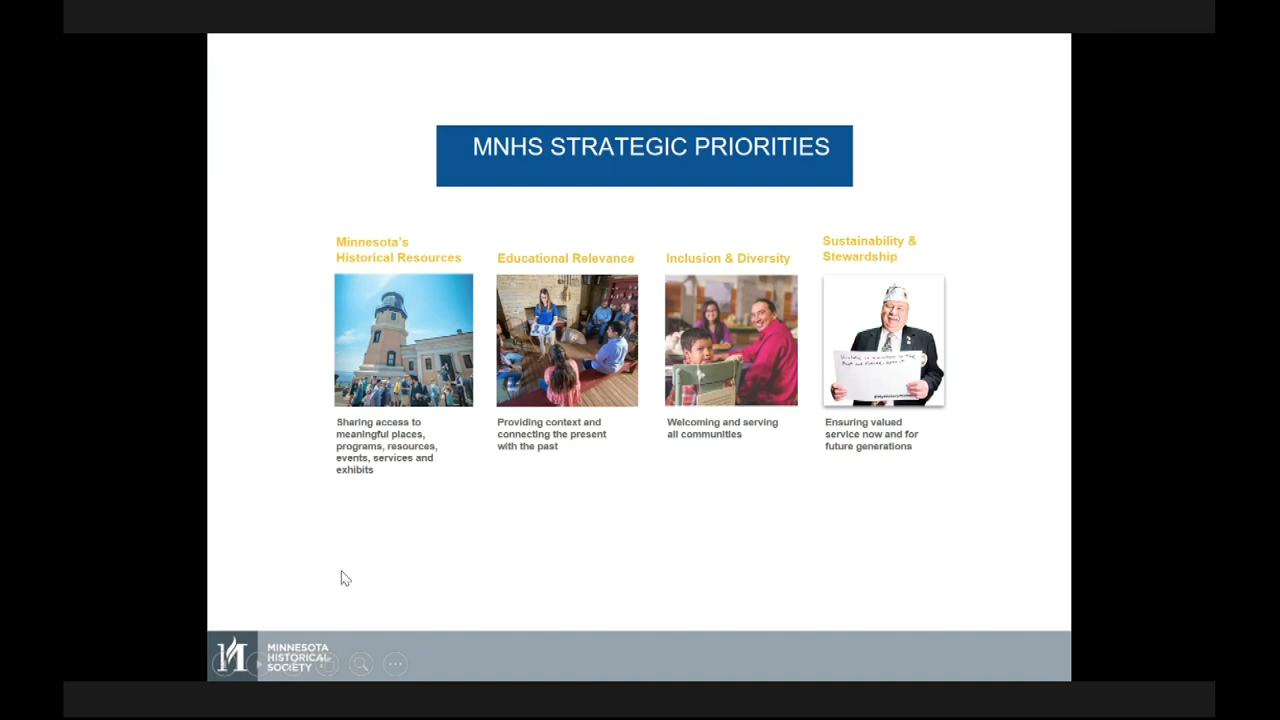 MNHS STRATEGIC PRIORITIES
Minnesota's
Historical Resources
Educational Relevance
Inclusion & Diversity
Sustainability &
Stewardship
Sharing access to
meaningful places,
programs, resources,
events, services and
exhibits
Providing context and
connecting the present
with the past
Welcoming and serving
all communities
Ensuring valued
service now and for
future generations
MINNESOTA
HISTORICAL
SOCIETY